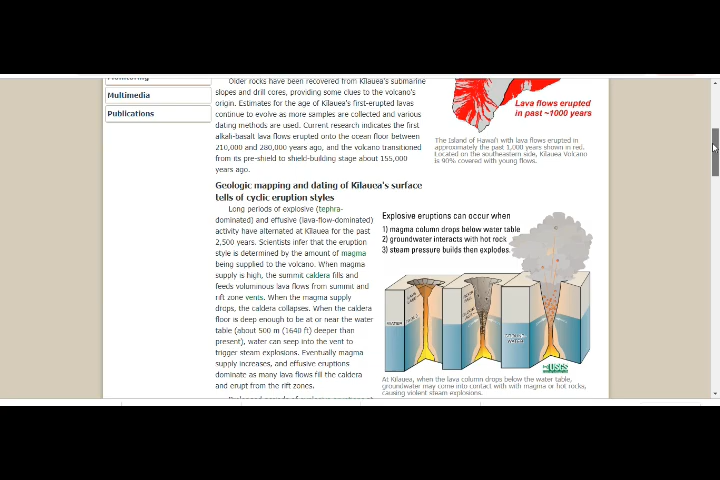 Multimedia
Publications
Older rocks have been recovered from Kīlauea's submarine
slopes and drill cores, providing some clues to the volcano's
origin. Estimates for the age of Kīlauea's first-erupted lavas
continue to evolve as more samples are collected and various
dating methods are used. Current research indicates the first
alkali-basalt lava flows erupted onto the ocean floor between
210,000 and 280,000 years ago, and the volcano transitioned
from its pre-shield to shield-building stage about 155,000
years ago.
Geologic mapping and dating of Kīlauea's surface
tells of cyclic eruption styles
Long periods of explosive (tephra-
dominated) and effusive (lava-flow-dominated)
activity have alternated at Kīlauea for the past
2,500 years. Scientists infer that the eruption
style is determined by the amount of magma
being supplied to the volcano. When magma
supply is high, the summit caldera fills and
feeds voluminous lava flows from summit and
rift zone vents. When the magma supply
drops, the caldera collapses. When the caldera
floor is deep enough to be at or near the water
table (about 500 m (1640 ft) deeper than
present), water can seep into the vent to
trigger steam explosions. Eventually magma
supply increases, and effusive eruptions
dominate as many lava flows fill the caldera
and erupt from the rift zones.
Lava flows erupted
in past ~1000 years
The Island of Hawai'i with lava flows erupted in
approximately the past 1,000 years shown in red.
Located on the southeastern side, Kīlauea Volcano
is 90% covered with young flows.
Explosive eruptions can occur when
1) magma column drops below water table
2) groundwater interacts with hot rock
3) steam pressure builds then explodes
USGS
At Kīlauea, when the lava column drops below the water table,
groundwater may come into contact with with magma or hot rocks,
causing violent steam explosions.